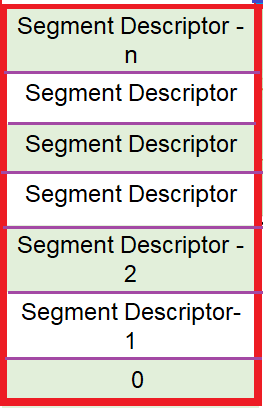 Segment Descriptor -
n
Segment Descriptor
Segment Descriptor
Segment Descriptor
Segment Descriptor -
2
Segment Descriptor-
1
0